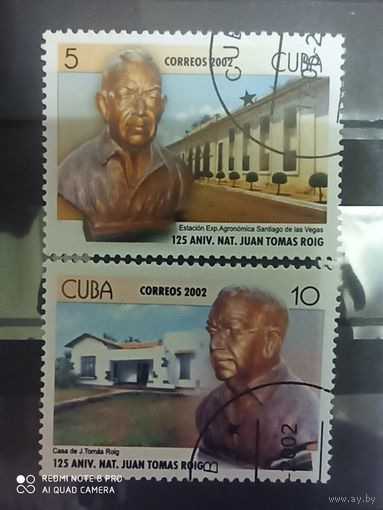 5 CORREOS 2002 CUBA
CUB
Estación Exp.Agronómica Santiago de las Vegas
125 ANIV. NAT. JUAN TOMAS ROIG
CUBA CORREOS 2002 10
Casa de J.Tomás Roig
125 ANIV. NAT. JUAN TOMAS ROIG
2002
REDMI NOTE 8 PRO
AI QUAD CAMERA
www.ay.by